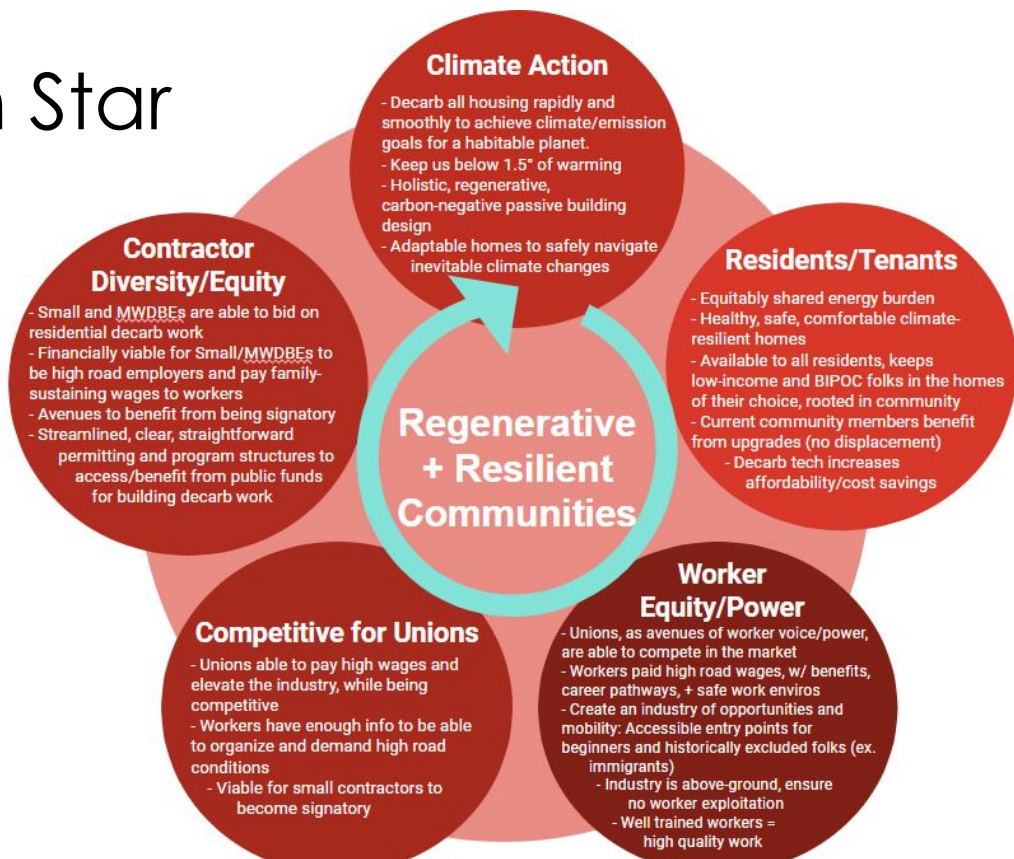 Star
Climate Action
- Decarb all housing rapidly and
smoothly to achieve climate/emission
goals for a habitable planet.
- Keep us below 1.5° of warming
- Holistic, regenerative,
carbon-negative passive building
design
- Adaptable homes to safely navigate
inevitable climate changes
Contractor
Diversity/Equity
- Small and MWDBEs are able to bid on
residential decarb work
- Financially viable for Small/MWDBEs to
be high road employers and pay family-
sustaining wages to workers
- Avenues to benefit from being signatory
- Streamlined, clear, straightforward
permitting and program structures to
access/benefit from public funds
for building decarb work
Residents/Tenants
- Equitably shared energy burden
- Healthy, safe, comfortable climate-
resilient homes
- Available to all residents, keeps
low-income and BIPOC folks in the homes
of their choice, rooted in community
- Current community members benefit
from upgrades (no displacement)
- Decarb tech increases
affordability/cost savings
Regenerative
+ Resilient
Communities
Competitive for Unions
- Unions able to pay high wages and
elevate the industry, while being
competitive
- Workers have enough info to be able
to organize and demand high road
conditions
- Viable for small contractors to
become signatory
Worker
Equity/Power
- Unions, as avenues of worker voice/power,
are able to compete in the market
- Workers paid high road wages, w/ benefits,
career pathways, + safe work enviros
- Create an industry of opportunities and
mobility: Accessible entry points for
beginners and historically excluded folks (ex.
immigrants)
- Industry is above-ground, ensure
no worker exploitation
- Well trained workers =
high quality work